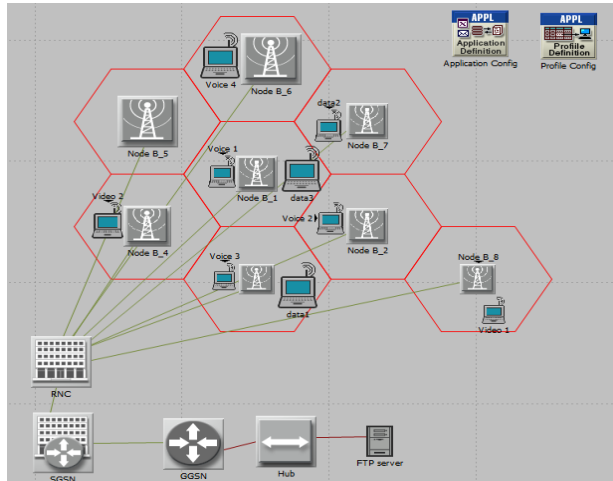 APPL
APPL
Application
Definition
Profile
Definition
Application Config
Profile Config
Voice 4
Node B_6
data2
Node B_5
Node B_7
Voice 1
Node B_1
data3
Video 2
Voice 2
Node B_4
Node B_2
Voice 3
Node B_8
data1
Video 1
RNC
SGSN
GGSN
Hub
FTP server